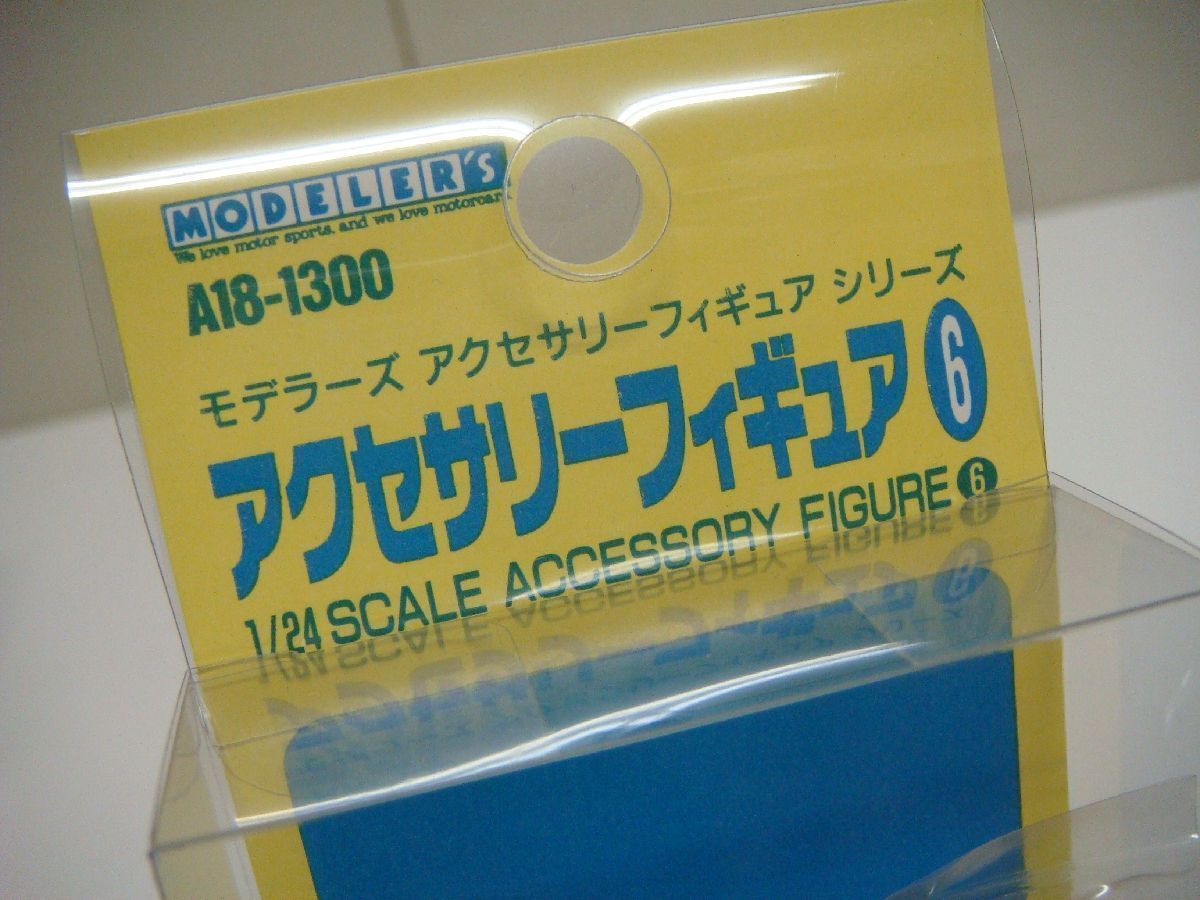 MODELER'S
We love motor sports, and we love motorcar
A18-1300
モデラーズ アクセサリーフィギュア シリーズ
アクセサリーフィギュア 6
1/24 SCALE ACCESSORY FIGURE 6